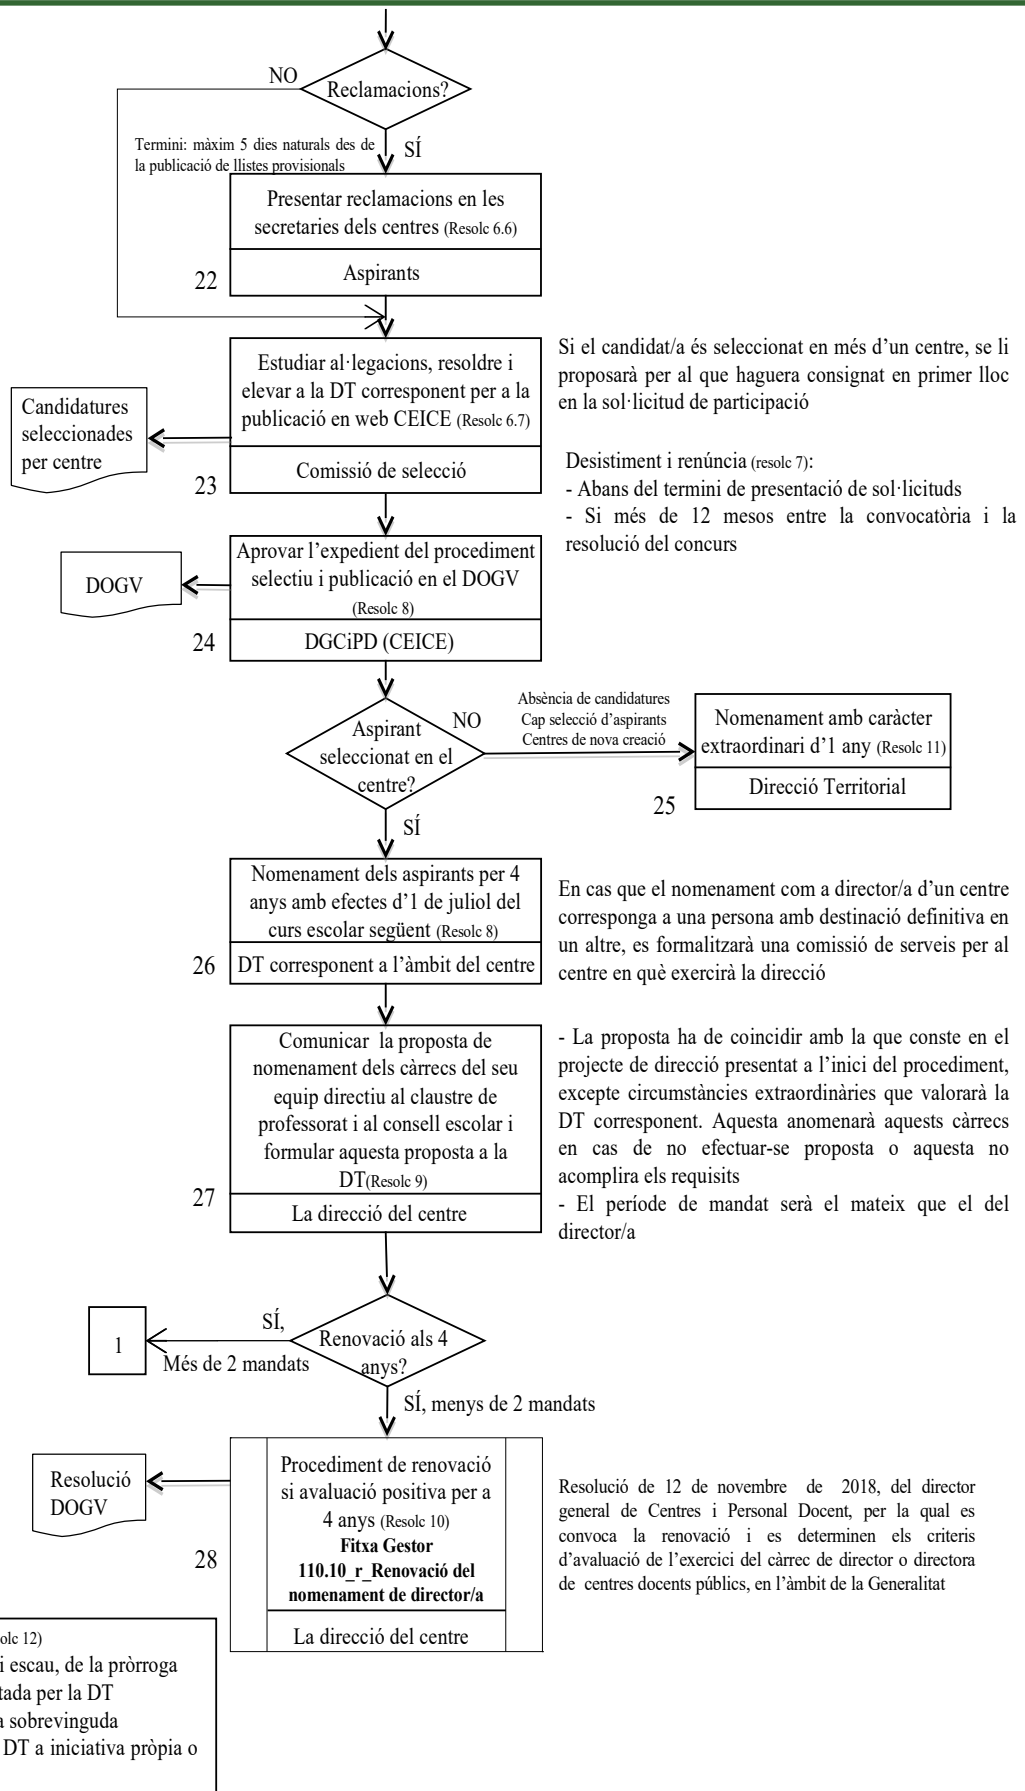 NO
Reclamacions?
Termini: màxim 5 dies naturals des de
la publicació de llistes provisionals
SÍ
Presentar reclamacions en les
secretaries dels centres (Resolc 6.6)
22
Aspirants
Estudiar al·legacions, resoldre i
elevar a la DT corresponent per a la
publicació en web CEICE (Resolc 6.7)
23
Comissió de selecció
Candidatures
seleccionades
per centre
Si el candidat/a és seleccionat en més d’un centre, se li
proposarà per al que haguera consignat en primer lloc
en la sol·licitud de participació
Desistiment i renúncia (resolc 7):
- Abans del termini de presentació de sol·licituds
- Si més de 12 mesos entre la convocatòria i la
resolució del concurs
Aprovar l’expedient del procediment
selectiu i publicació en el DOGV
(Resolc 8)
DOGV
24
DGCiPD (CEICE)
Aspirant
seleccionat en el
centre?
NO
Absència de candidatures
Cap selecció d’aspirants
Centres de nova creació
Nomenament amb caràcter
extraordinari d’1 any (Resolc 11)
25
Direcció Territorial
SÍ
Nomenament dels aspirants per 4
anys amb efectes d’1 de juliol del
curs escolar següent (Resolc 8)
26
DT corresponent a l’àmbit del centre
En cas que el nomenament com a director/a d’un centre
corresponga a una persona amb destinació definitiva en
un altre, es formalitzarà una comissió de serveis per al
centre en què exercirà la direcció
Comunicar la proposta de
nomenament dels càrrecs del seu
equip directiu al claustre de
professorat i al consell escolar i
formular aquesta proposta a la
DT(Resolc 9)
27
La direcció del centre
- La proposta ha de coincidir amb la que conste en el
projecte de direcció presentat a l’inici del procediment,
excepte circumstàncies extraordinàries que valorarà la
DT corresponent. Aquesta anomenarà aquests càrrecs
en cas de no efectuar-se proposta o aquesta no
acomplira els requisits
- El període de mandat serà el mateix que el del
director/a
Renovació als 4
anys?
SÍ,
Més de 2 mandats
1
SÍ, menys de 2 mandats
Procediment de renovació
si avaluació positiva per a
4 anys (Resolc 10)
Fitxa Gestor
110.10_r_Renovació del
nomenament de director/a
28
La direcció del centre
Resolució
DOGV
Resolució de 12 de novembre de 2018, del director
general de Centres i Personal Docent, per la qual es
convoca la renovació i es determinen els criteris
d’avaluació de l’exercici del càrrec de director o directora
de centres docents públics, en l’àmbit de la Generalitat
olc 12)
i escau, de la pròrroga
tada per la DT
a sobrevinguda
DT a iniciativa pròpia o